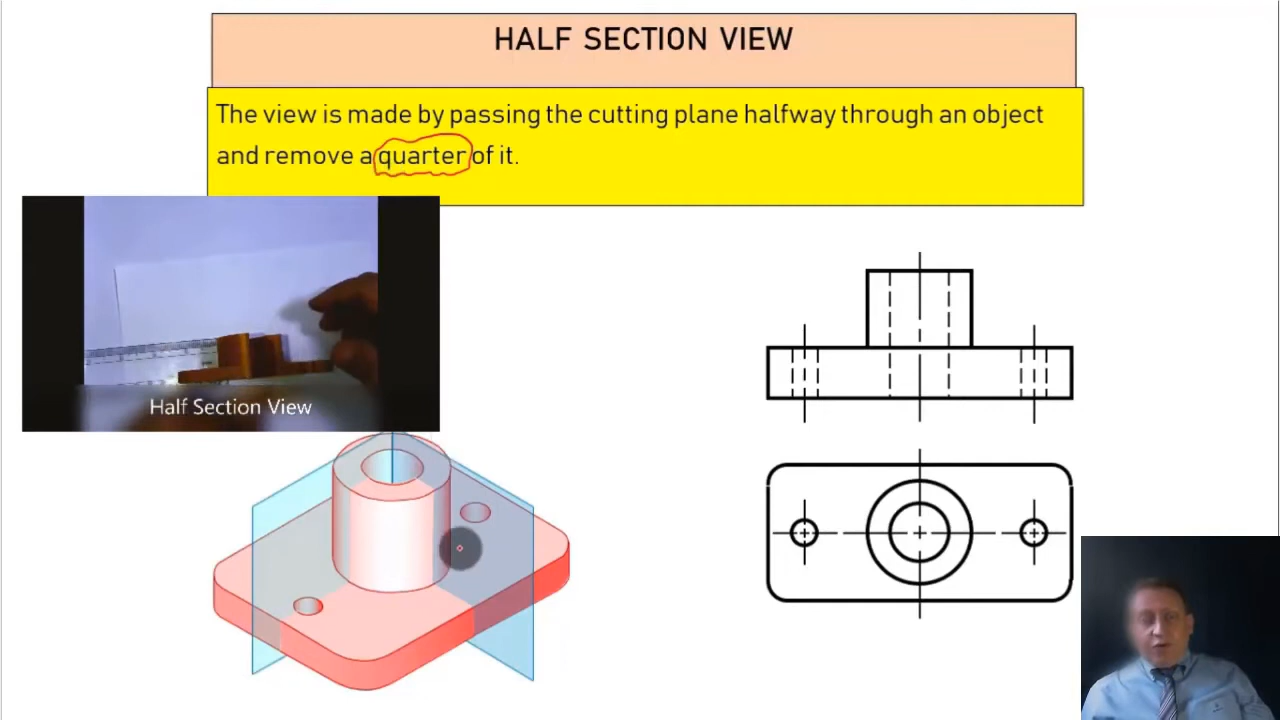 HALF SECTION VIEW
The view is made by passing the cutting plane halfway through an object
and remove a quarter of it.
Half Section View